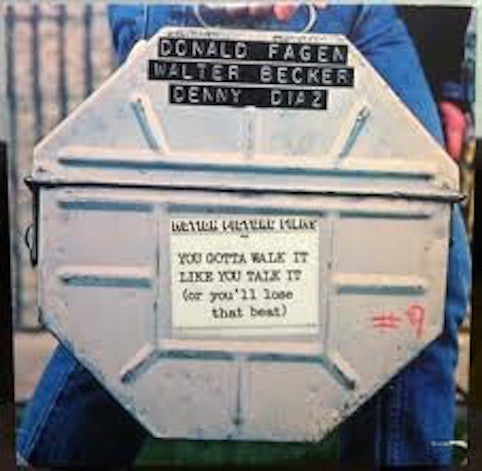 DONALD FAGEN
WALTER BECKER
DENNY DIAZ
YOU GOTTA WALK IT
LIKE YOU TALK IT
(or you'll lose
that beat)
#9